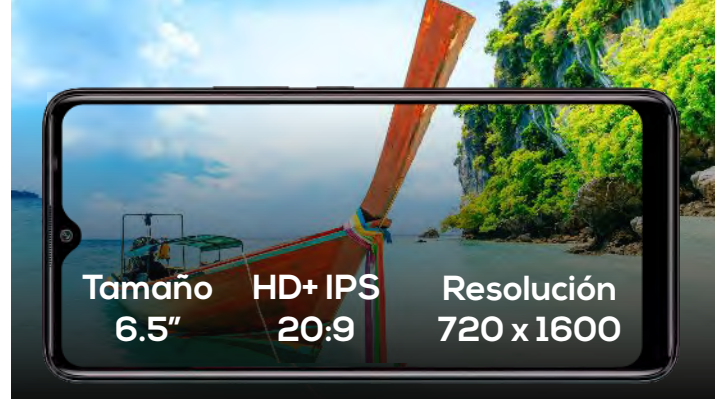 Tamaño
6.5"
HD+ IPS
20:9
Resolución
720 x 1600